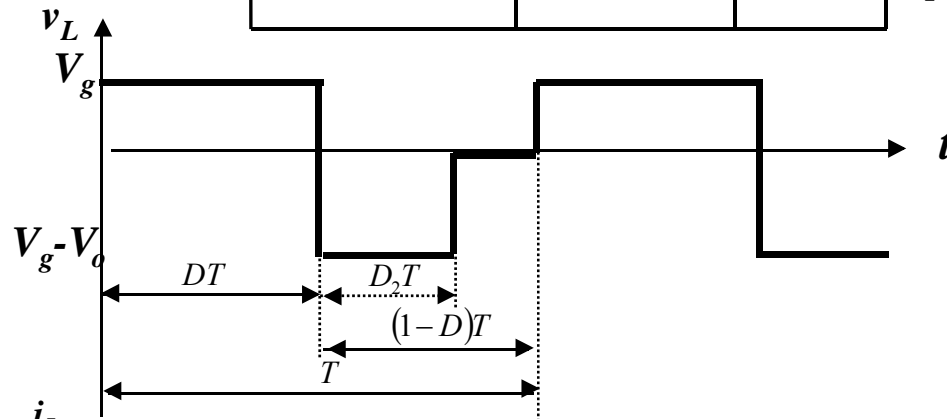 v_L
V_g
t
V_g-V_o
DT
D_2T
(1-D)T
T